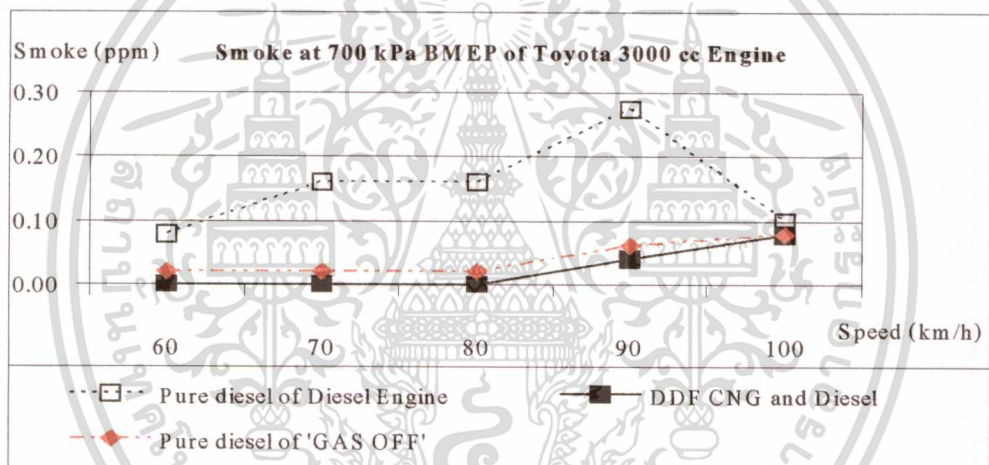 Smoke (ppm)
Smoke at 700 kPa BMEP of Toyota 3000 cc Engine
0.30
0.20
0.10
0.00
60 70 80 90 100
Speed (km/h)
Pure diesel of Diesel Engine
DDF CNG and Diesel
Pure diesel of 'GAS OFF'